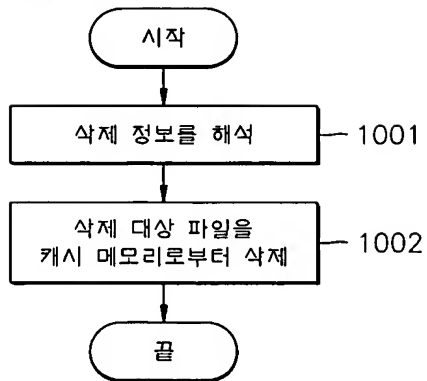 시작
삭제 정보를 해석
1001
삭제 대상 파일을
캐시 메모리로부터 삭제
1002
끝